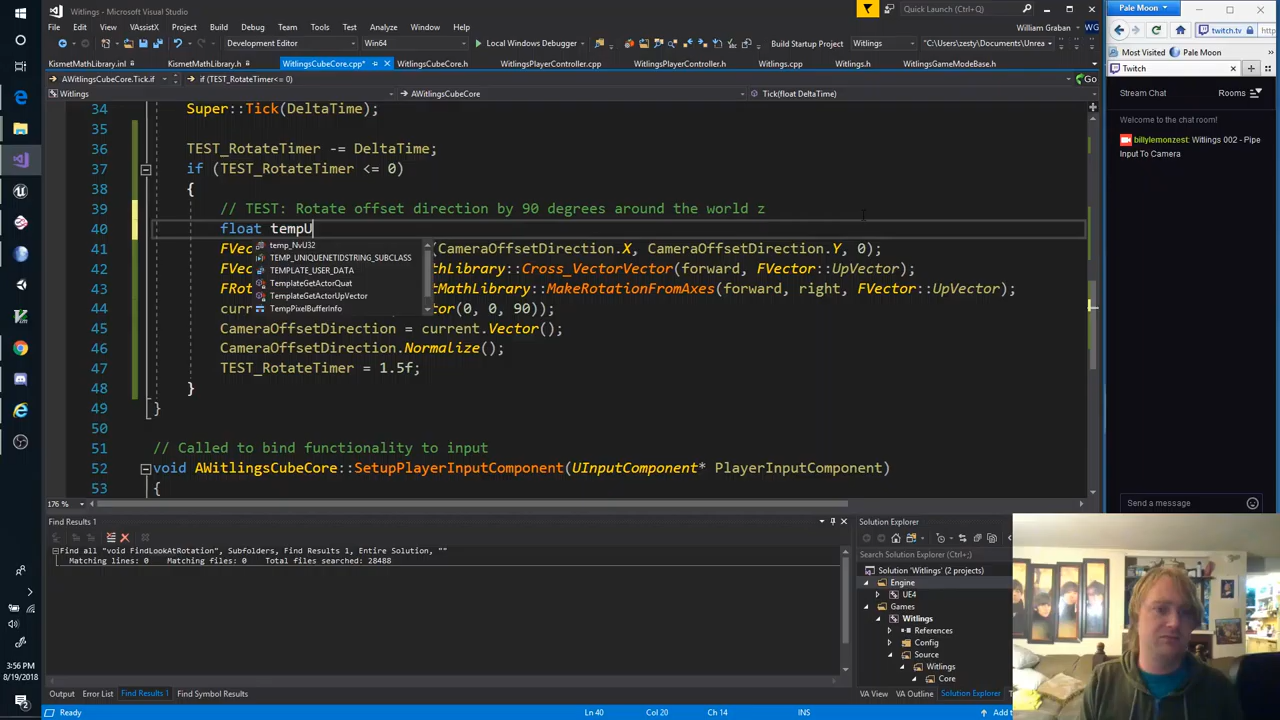 Witlings - Microsoft Visual Studio
Quick Launch (Ctrl+Q)
Pale Moon
File Edit View VAssistX Project Build Debug Team Tools Test Analyze Window Help
William Graban
Development Editor Win64 Local Windows Debugger Build Startup Project Witlings "C:\Users\zesty\Documents\Unrea
twitch.tv
Most Visited Pale Moon
KismetMathLibrary.inl KismetMathLibrary.h WitlingsCubeCore.cpp* WitlingsCubeCore.h WitlingsPlayerController.cpp WitlingsPlayerController.h Witlings.cpp Witlings.h WitlingsGameModeBase.h
Twitch
AWitlingsCubeCore.Tick.if if (TEST_RotateTimer<= 0) Go
Witlings AWitlingsCubeCore Tick(float DeltaTime)
Stream Chat Rooms
Welcome to the chat room!
billylemonzest: Witlings 002 - Pipe
Input To Camera
34 Super::Tick(DeltaTime);
35
36 TEST_RotateTimer -= DeltaTime;
37 if (TEST_RotateTimer <= 0)
38 {
39 // TEST: Rotate offset direction by 90 degrees around the world z
40 float tempU
41 FVec (CameraOffsetDirection.X, CameraOffsetDirection.Y, 0);
42 FVec MathLibrary::Cross_VectorVector(forward, FVector::UpVector);
43 FRot MathLibrary::MakeRotationFromAxes(forward, right, FVector::UpVector);
44 curr or(0, 0, 90));
temp_NvU32
TEMP_UNIQUENETIDSTRING_SUBCLASS
TEMPLATE_USER_DATA
TemplateGetActorQuat
TemplateGetActorUpVector
TempPixelBufferInfo
45 CameraOffsetDirection = current.Vector();
46 CameraOffsetDirection.Normalize();
47 TEST_RotateTimer = 1.5f;
48 }
49 }
50
51 // Called to bind functionality to input
52 void AWitlingsCubeCore::SetupPlayerInputComponent(UInputComponent* PlayerInputComponent)
53 {
176 %
Send a message
Find Results 1
Find all "void FindLookAtRotation", Subfolders, Find Results 1, Entire Solution, ""
Matching lines: 0 Matching files: 0 Total files searched: 28488
Solution Explorer
Search Solution Explorer (Ctrl+;)
Solution 'Witlings' (2 projects)
Engine
UE4
Games
Witlings
References
Config
Source
Witlings
Core
Output Error List Find Results 1 Find Symbol Results
VA View VA Outline Solution Explorer
Ready Ln 40 Col 20 Ch 14 INS Add t
3:56 PM
8/19/2018
2